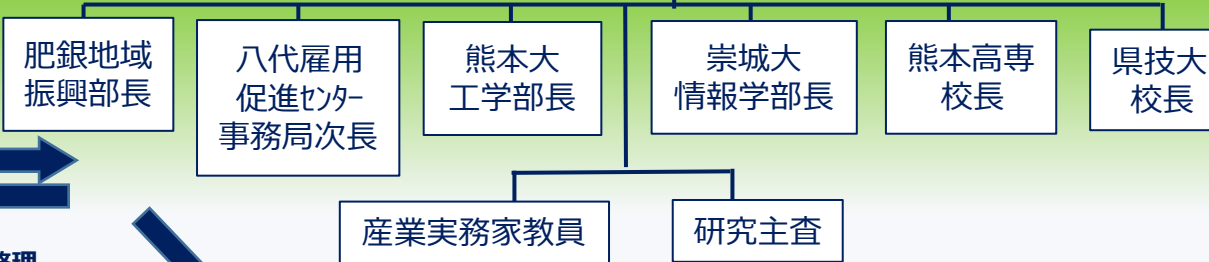 肥銀地域
振興部長
八代雇用
促進ｾﾝﾀｰ
事務局次長
熊本大
工学部長
崇城大
情報学部長
熊本高専
校長
県技大
校長
産業実務家教員
研究主査